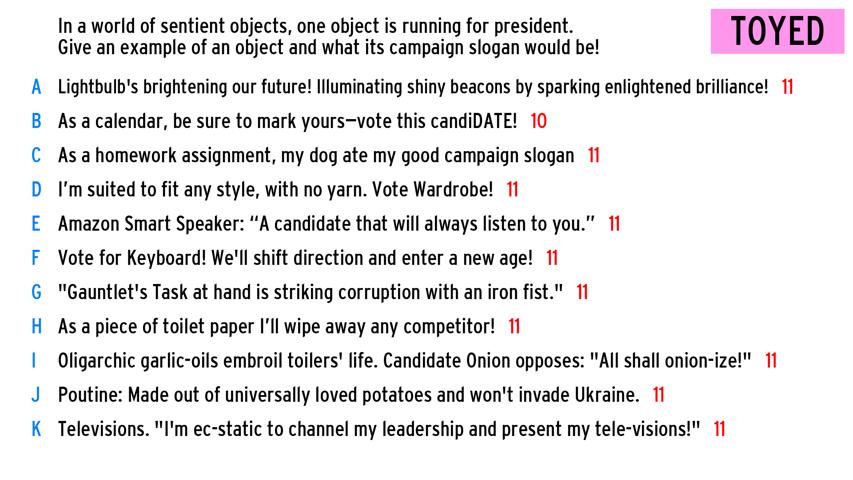 In a world of sentient objects, one object is running for president.
Give an example of an object and what its campaign slogan would be!
TOYED
A Lightbulb's brightening our future! Illuminating shiny beacons by sparking enlightened brilliance! 11
B As a calendar, be sure to mark yours—vote this candiDATE! 10
C As a homework assignment, my dog ate my good campaign slogan 11
D I’m suited to fit any style, with no yarn. Vote Wardrobe! 11
E Amazon Smart Speaker: “A candidate that will always listen to you.” 11
F Vote for Keyboard! We'll shift direction and enter a new age! 11
G "Gauntlet's Task at hand is striking corruption with an iron fist." 11
H As a piece of toilet paper I’ll wipe away any competitor! 11
I Oligarchic garlic-oils embroil toilers' life. Candidate Onion opposes: "All shall onion-ize!" 11
J Poutine: Made out of universally loved potatoes and won't invade Ukraine. 11
K Televisions. "I'm ec-static to channel my leadership and present my tele-visions!" 11